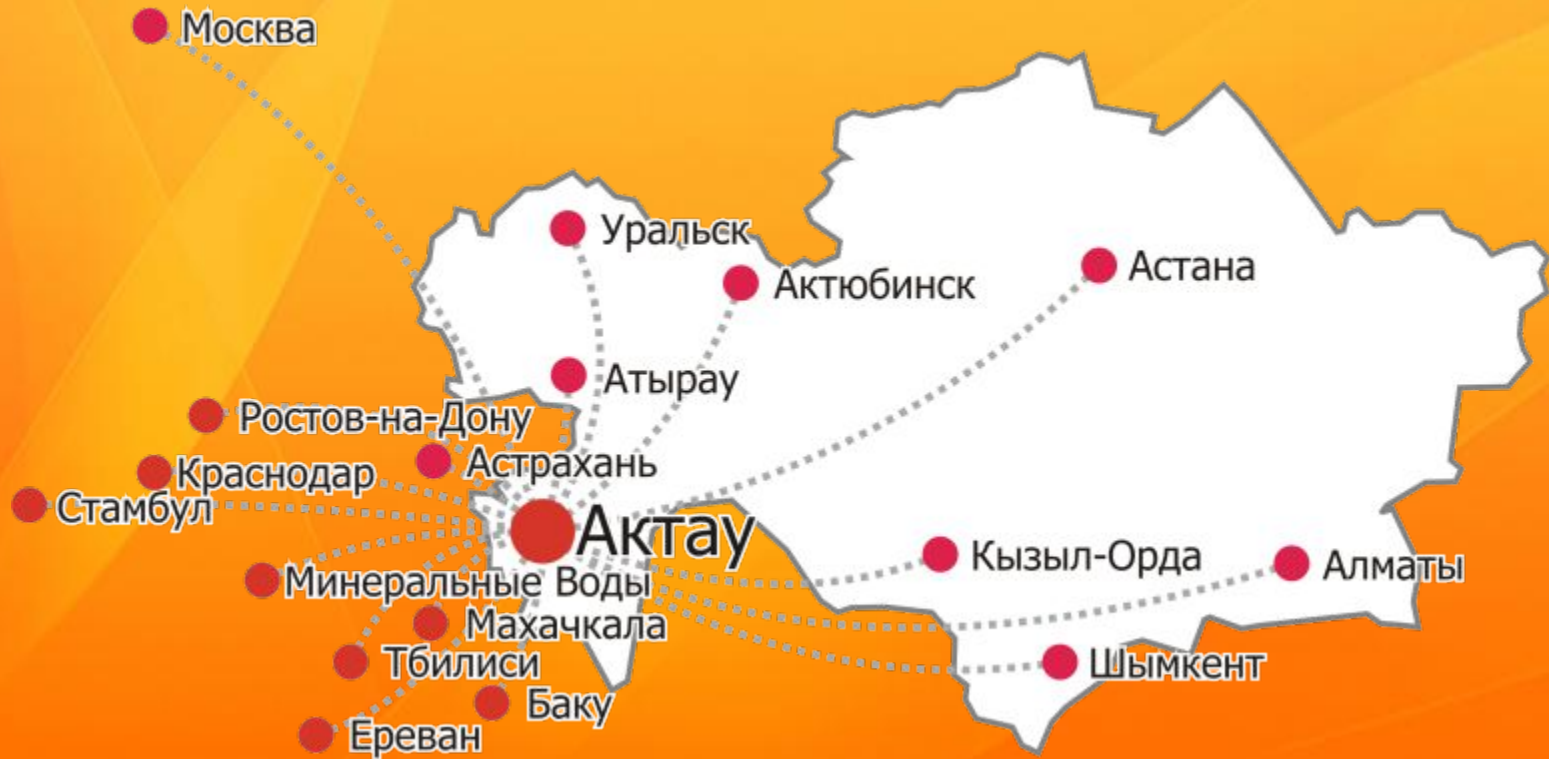 Москва
Уральск
Астана
Актюбинск
Атырау
Ростов-на-Дону
Астрахань
Краснодар
Стамбул
Актау
Кызыл-Орда
Алматы
Минеральные Воды
Махачкала
Тбилиси
Шымкент
Баку
Ереван